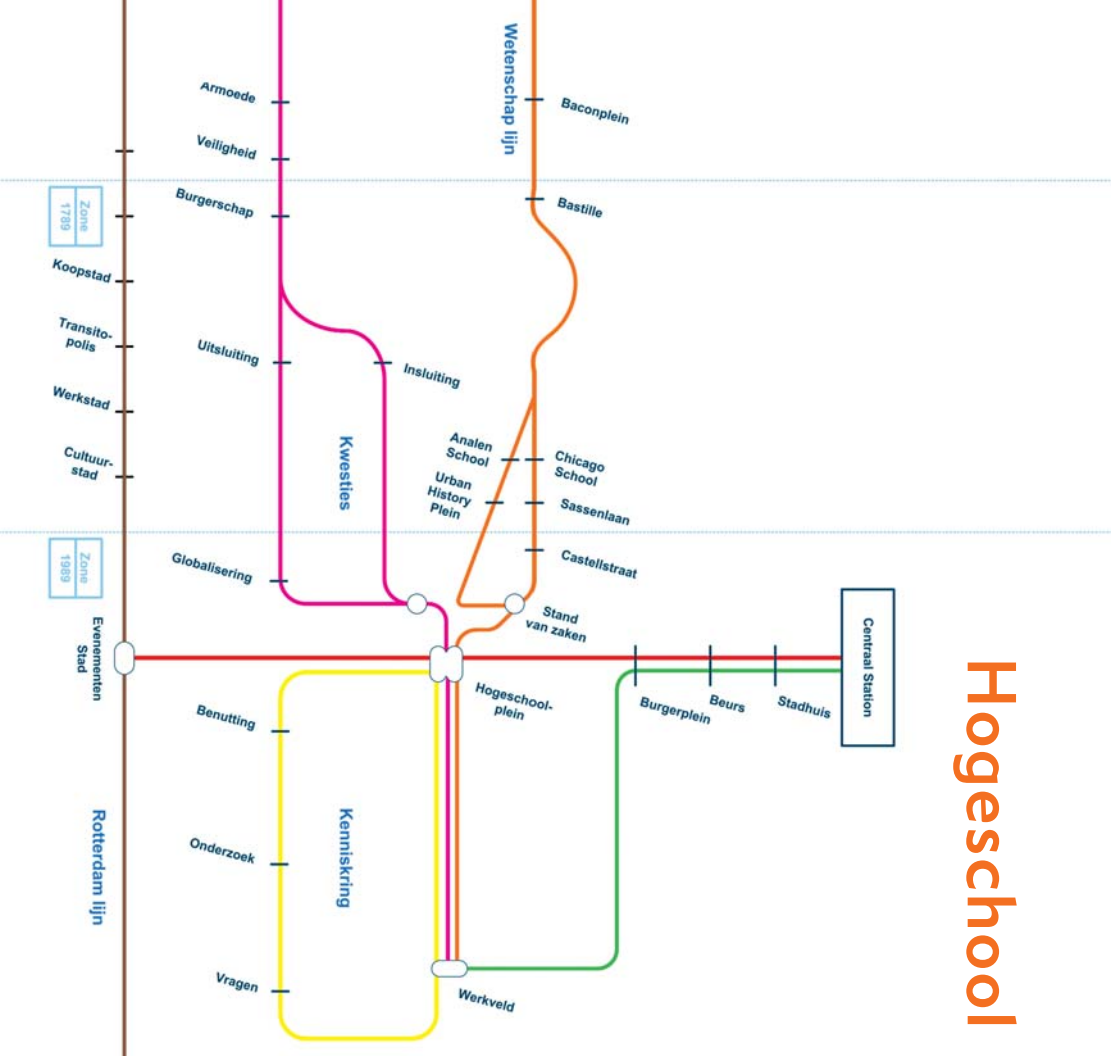 Armoede
Veiligheid
Wetenschap lijn
Baconplein
Zone
1789
Burgerschap
Bastille
Koopstad
Transito-
polis
Uitsluiting
Insluiting
Werkstad
Kwesties
Analen
School
Chicago
School
Cultuur-
stad
Urban
History
Plein
Sassenlaan
Zone
1989
Globalisering
Castellstraat
Stand
van zaken
Evenementen
Stad
Centraal Station
Hogeschool-
plein
Burgerplein
Beurs
Stadhuis
Hogeschool
Benutting
Rotterdam lijn
Onderzoek
Kenniskring
Vragen
Werkveld